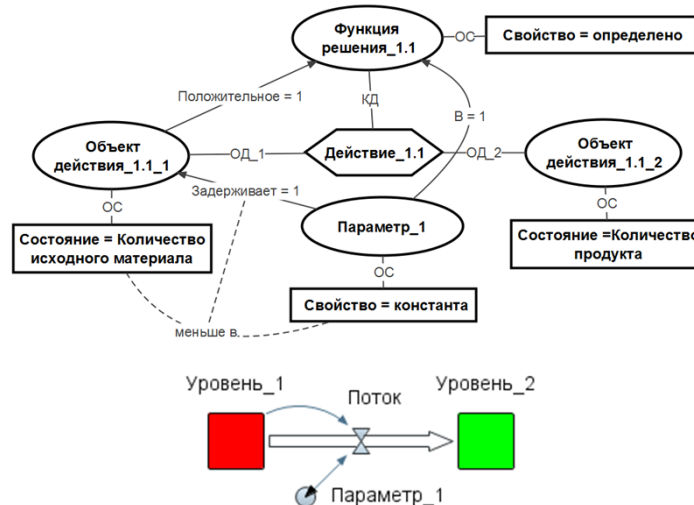 Функция
решения_1.1
ОС
Свойство = определено
Положительное = 1
КД
В = 1
Объект
действия_1.1_1
ОД_1
Действие_1.1
ОД_2
Объект
действия_1.1_2
Задерживает = 1
ОС
Параметр_1
ОС
Состояние = Количество
исходного материала
ОС
Состояние =Количество
продукта
Свойство = константа
меньше в
Уровень_1
Поток
Уровень_2
Параметр_1